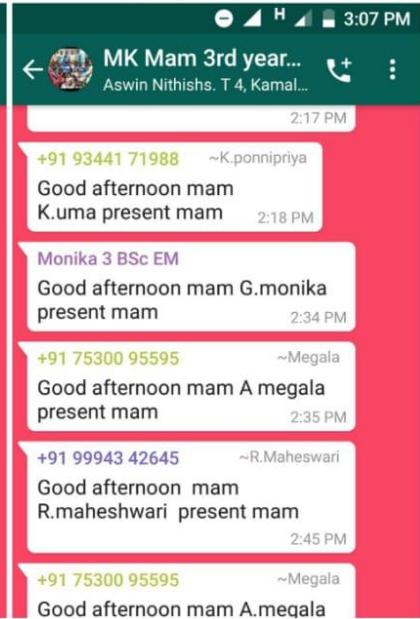 H 3:07 PM
MK Mam 3rd year...
Aswin Nithishs. T 4, Kamal...
2:17 PM
+91 93441 71988 ~K.ponnipriya
Good afternoon mam
K.uma present mam 2:18 PM
Monika 3 BSc EM
Good afternoon mam G.monika
present mam 2:34 PM
+91 75300 95595 ~Megala
Good afternoon mam A megala
present mam 2:35 PM
+91 99943 42645 ~R.Maheswari
Good afternoon mam
R.maheshwari present mam
2:45 PM
+91 75300 95595 ~Megala
Good afternoon mam A.megala